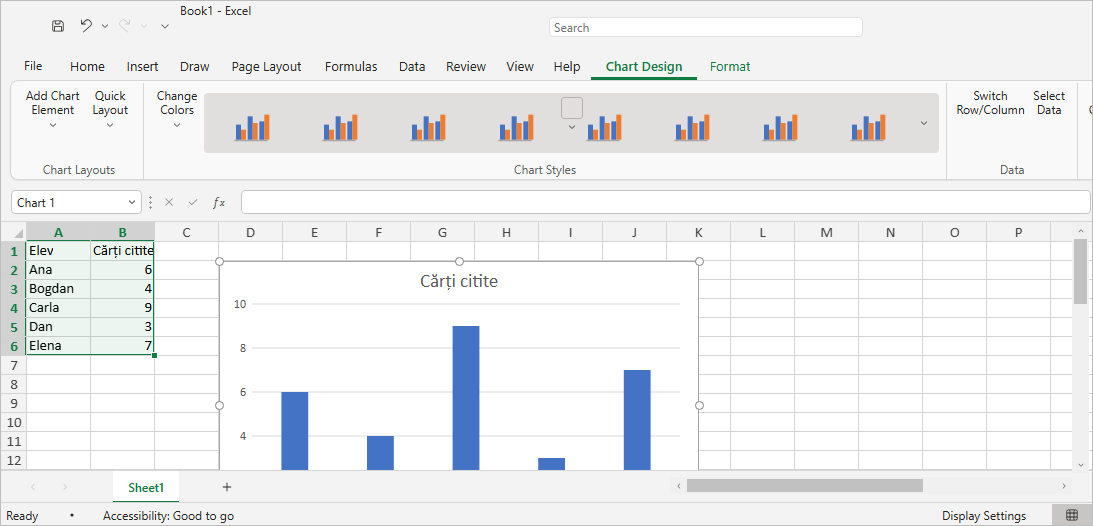 Book1 - Excel
Search
File Home Insert Draw Page Layout Formulas Data Review View Help Chart Design Format
Add Chart Element
Quick Layout
Change Colors
Switch Row/Column
Select Data
Chart Layouts
Chart Styles
Data
Chart 1
fx
A B C D E F G H I J K L M N O P
1 Elev Cărți citite
2 Ana 6
3 Bogdan 4
4 Carla 9
5 Dan 3
6 Elena 7
7
8
9
10
11
12
Cărți citite
10
8
6
4
Sheet1
Ready
Accessibility: Good to go
Display Settings